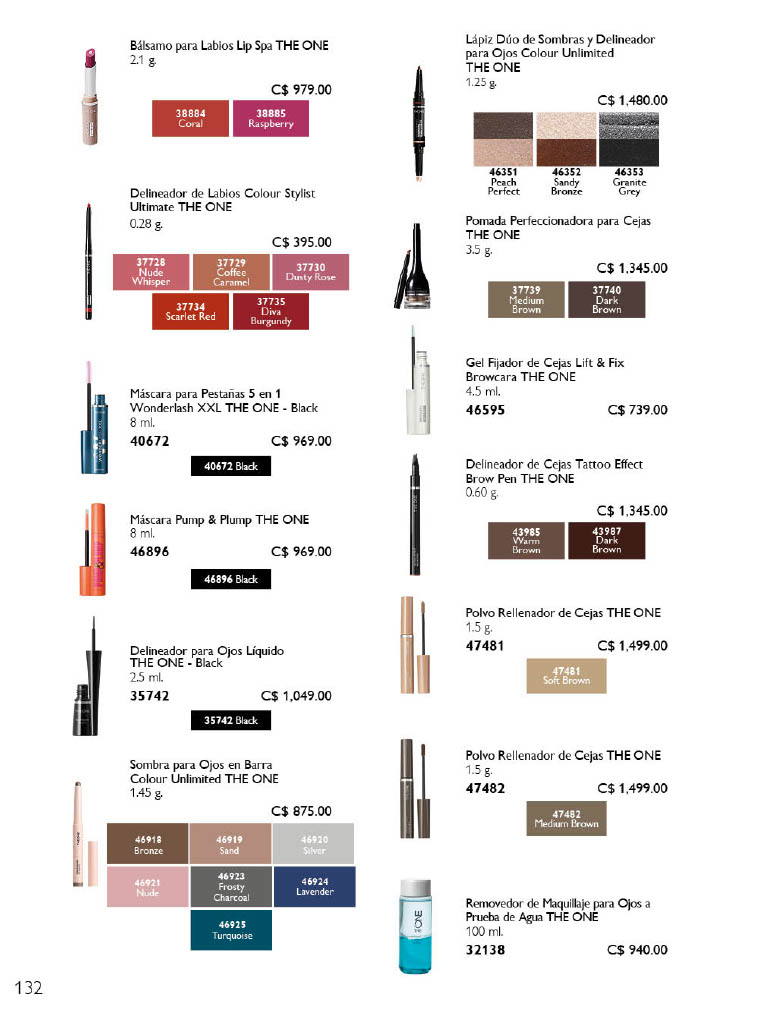 Bálsamo para Labios Lip Spa THE ONE
2.1 g.
C$ 979.00
38884
Coral
38885
Raspberry
Delineador de Labios Colour Stylist
Ultimate THE ONE
0.28 g.
C$ 395.00
37728
Nude
Whisper
37729
Coffee
Caramel
37730
Dusty Rose
37734
Scarlet Red
37735
Diva
Burgundy
Máscara para Pestañas 5 en 1
Wonderlash XXL THE ONE - Black
8 ml.
40672 C$ 969.00
40672 Black
Máscara Pump & Plump THE ONE
8 ml.
46896 C$ 969.00
46896 Black
Delineador para Ojos Líquido
THE ONE - Black
2.5 ml.
35742 C$ 1,049.00
35742 Black
Sombra para Ojos en Barra
Colour Unlimited THE ONE
1.45 g.
C$ 875.00
46918
Bronze
46919
Sand
46920
Silver
46921
Nude
46923
Frosty
Charcoal
46924
Lavender
46925
Turquoise
Lápiz Dúo de Sombras y Delineador
para Ojos Colour Unlimited
THE ONE
1.25 g.
C$ 1,480.00
46351
Peach
Perfect
46352
Sandy
Bronze
46353
Granite
Grey
Pomada Perfeccionadora para Cejas
THE ONE
3.5 g.
C$ 1,345.00
37739
Medium
Brown
37740
Dark
Brown
Gel Fijador de Cejas Lift & Fix
Browcara THE ONE
4.5 ml.
46595 C$ 739.00
Delineador de Cejas Tattoo Effect
Brow Pen THE ONE
0.60 g.
C$ 1,345.00
43985
Warm
Brown
43987
Dark
Brown
Polvo Rellenador de Cejas THE ONE
1.5 g.
47481 C$ 1,499.00
47481
Soft Brown
Polvo Rellenador de Cejas THE ONE
1.5 g.
47482 C$ 1,499.00
47482
Medium Brown
THE ONE
Removedor de Maquillaje para Ojos a
Prueba de Agua THE ONE
100 ml.
32138 C$ 940.00
132